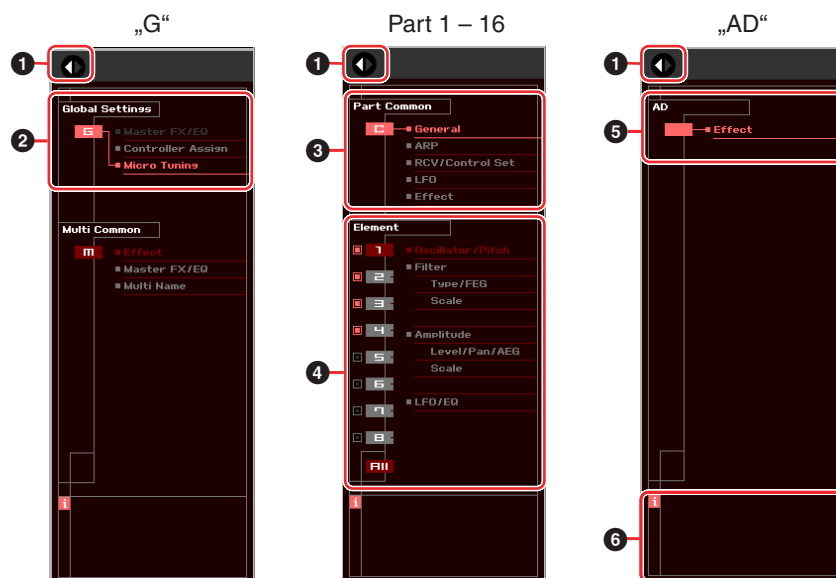 „G“
1
Global Settings
2
G
Master FX/EQ
Controller Assign
Micro Tuning
Multi Common
M
Effect
Master FX/EQ
Multi Name
i
Part 1 – 16
1
Part Common
3
C
General
ARP
RCV/Control Set
LFO
Effect
Element
4
1
Oscillator/Pitch
2
Filter
Type/FEG
3
Scale
4
Amplitude
5
Level/Pan/AEG
Scale
6
7
LFO/EQ
8
All
i
„AD“
1
AD
5
Effect
i
6